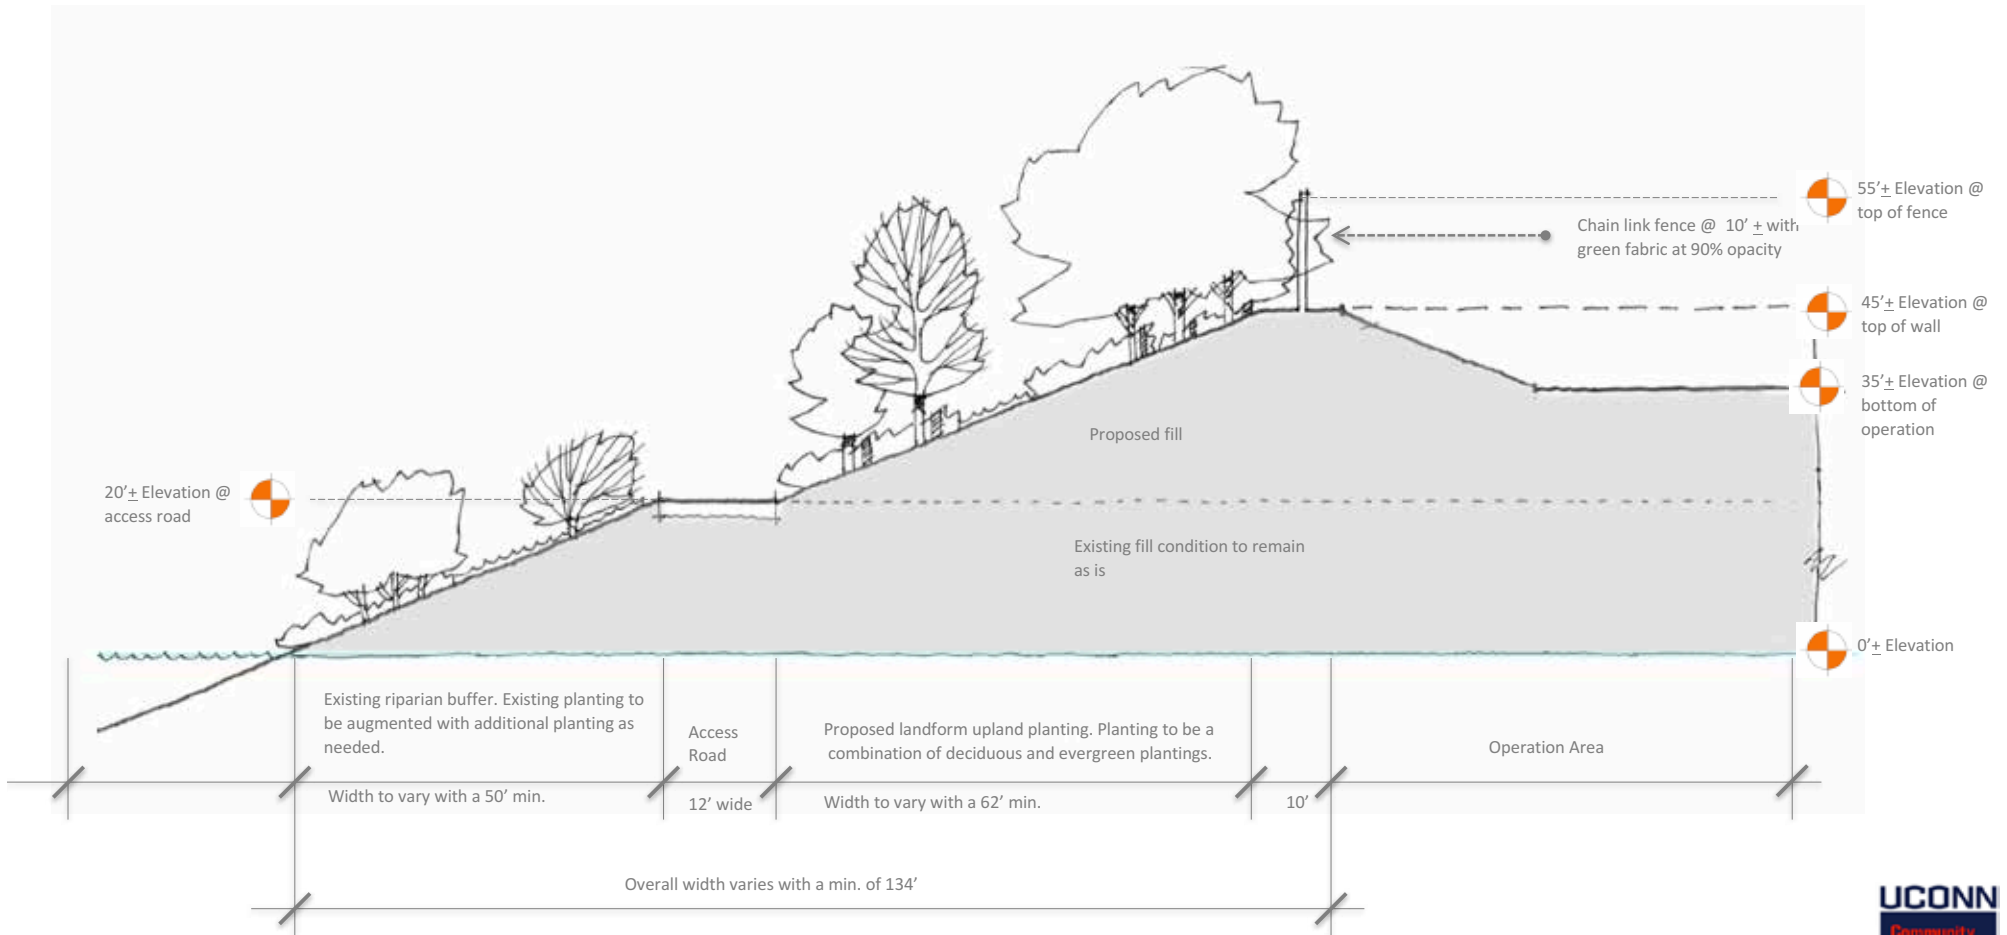 55'± Elevation @
top of fence
Chain link fence @ 10' ± with
green fabric at 90% opacity
45'± Elevation @
top of wall
35'± Elevation @
bottom of
operation
Proposed fill
20'± Elevation @
access road
Existing fill condition to remain
as is
0'± Elevation
Existing riparian buffer. Existing planting to
be augmented with additional planting as
needed.
Access
Road
Proposed landform upland planting. Planting to be a
combination of deciduous and evergreen plantings.
Operation Area
Width to vary with a 50' min.
12' wide
Width to vary with a 62' min.
10'
Overall width varies with a min. of 134'
UCONN
Community